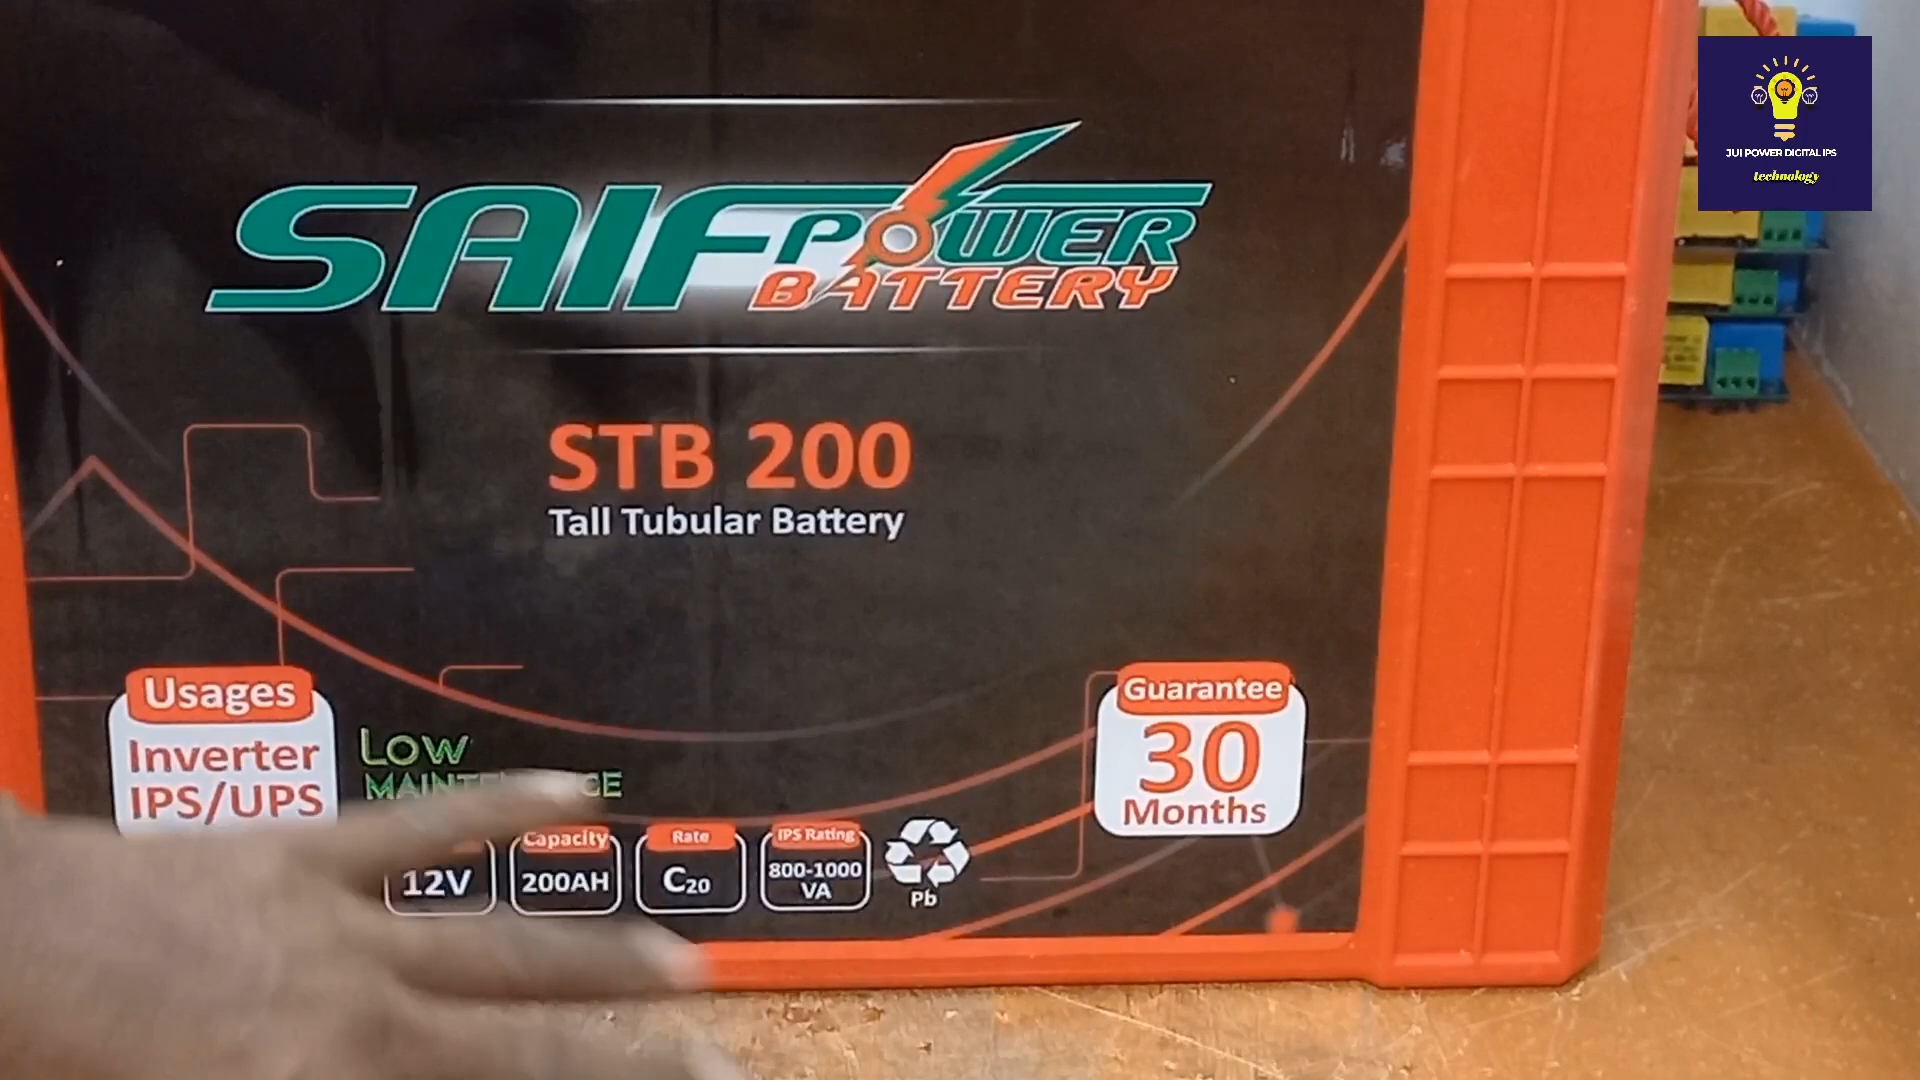 JUI POWER DIGITAL IPS
technology
SAIF POWER
BATTERY
STB 200
Tall Tubular Battery
Usages
Inverter
IPS/UPS
LOW
Guarantee
30
Months
12V
Capacity
200AH
Rate
C20
IPS Rating
800-1000
VA
Pb